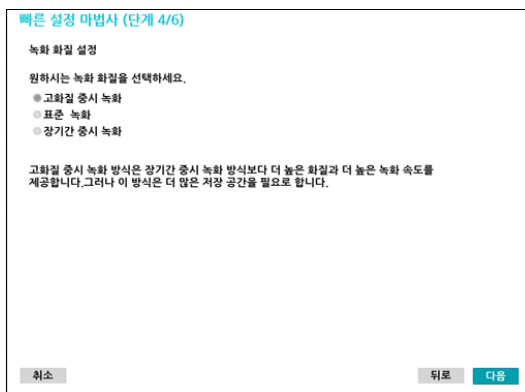 빠른 설정 마법사 (단계 4/6)
녹화 화질 설정
원하시는 녹화 화질을 선택하세요.
고화질 중시 녹화
표준 녹화
장기간 중시 녹화
고화질 중시 녹화 방식은 장기간 중시 녹화 방식보다 더 높은 화질과 더 높은 녹화 속도를
제공합니다.그러나 이 방식은 더 많은 저장 공간을 필요로 합니다.
취소 뒤로 다음